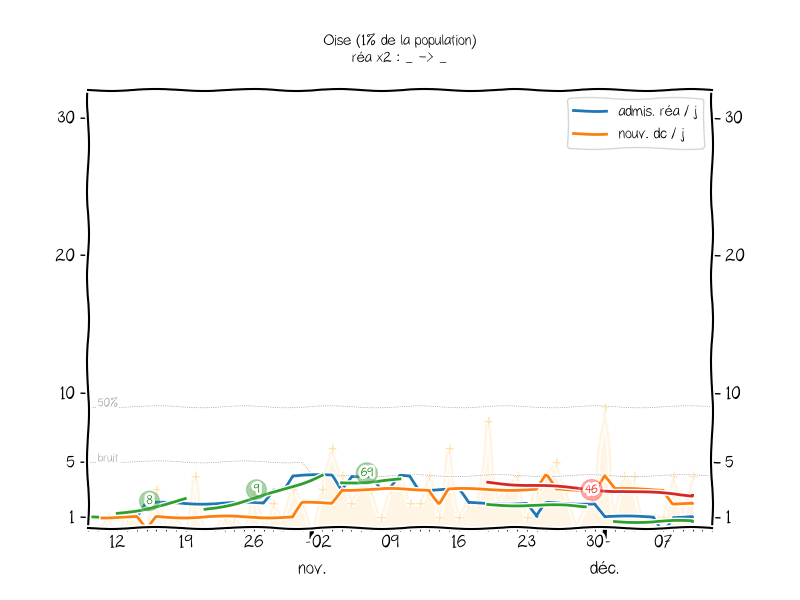 Oise (1% de la population)
réa x2 : _ -> _
admis. réa / j
nouv. dc / j
30 30
20 20
10 10
50%
bruit
5 5
69
9
46
8
1 1
12 19 26 02 09 16 23 30 07
nov. déc.